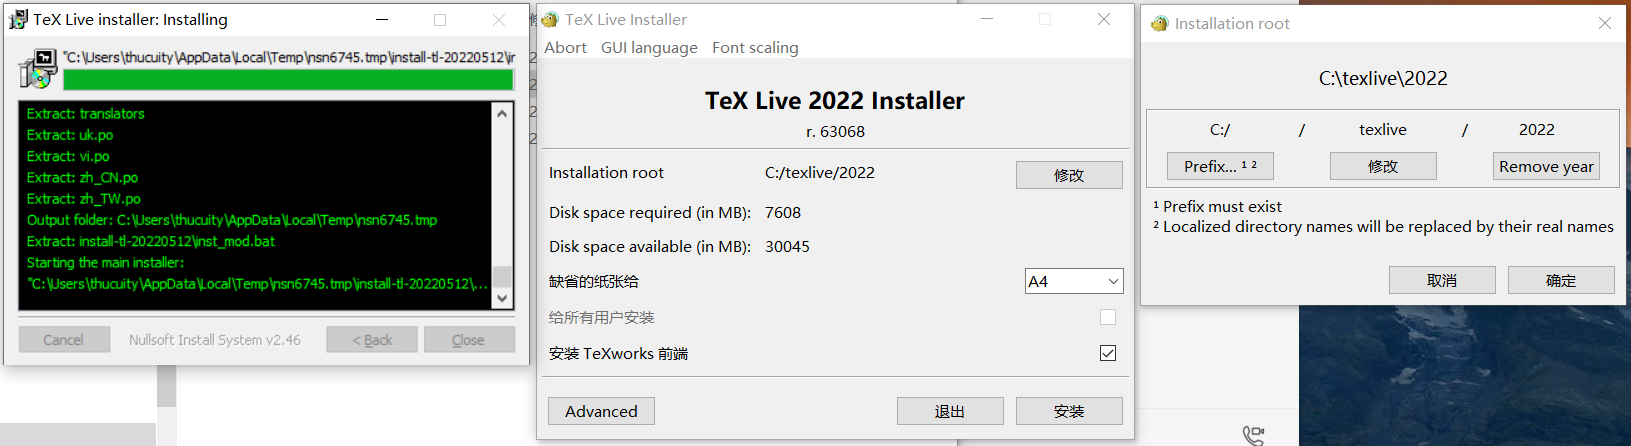 TeX Live installer: Installing
"C:\Users\thucuity\AppData\Local\Temp\nsn6745.tmp\install-tl-20220512\ir
Extract: translators
Extract: uk.po
Extract: vi.po
Extract: zh_CN.po
Extract: zh_TW.po
Output folder: C:\Users\thucuity\AppData\Local\Temp\nsn6745.tmp
Extract: install-tl-20220512\inst_mod.bat
Starting the main installer:
"C:\Users\thucuity\AppData\Local\Temp\nsn6745.tmp\install-tl-20220512\...
Cancel Nullsoft Install System v2.46 < Back Close
TeX Live Installer
Abort GUI language Font scaling
TeX Live 2022 Installer
r. 63068
Installation root C:/texlive/2022 修改
Disk space required (in MB): 7608
Disk space available (in MB): 30045
缺省的纸张给 A4
给所有用户安装
安装 TeXworks 前端
Advanced 退出 安装
Installation root
C:\texlive\2022
C:/ / texlive / 2022
Prefix... ¹ ² 修改 Remove year
¹ Prefix must exist
² Localized directory names will be replaced by their real names
取消 确定